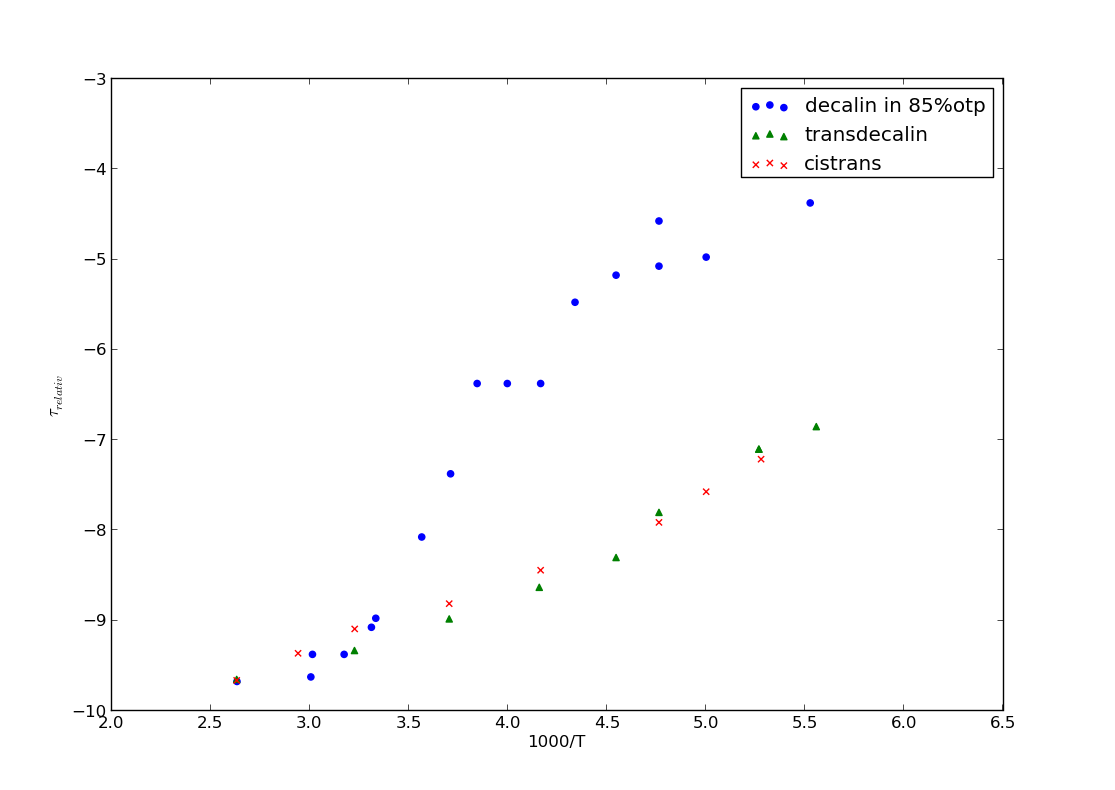 −3
−4
−5
−6
−7
−8
−9
−10
τrelativ
decalin in 85%otp
transdecalin
cistrans
2.0 2.5 3.0 3.5 4.0 4.5 5.0 5.5 6.0 6.5
1000/T